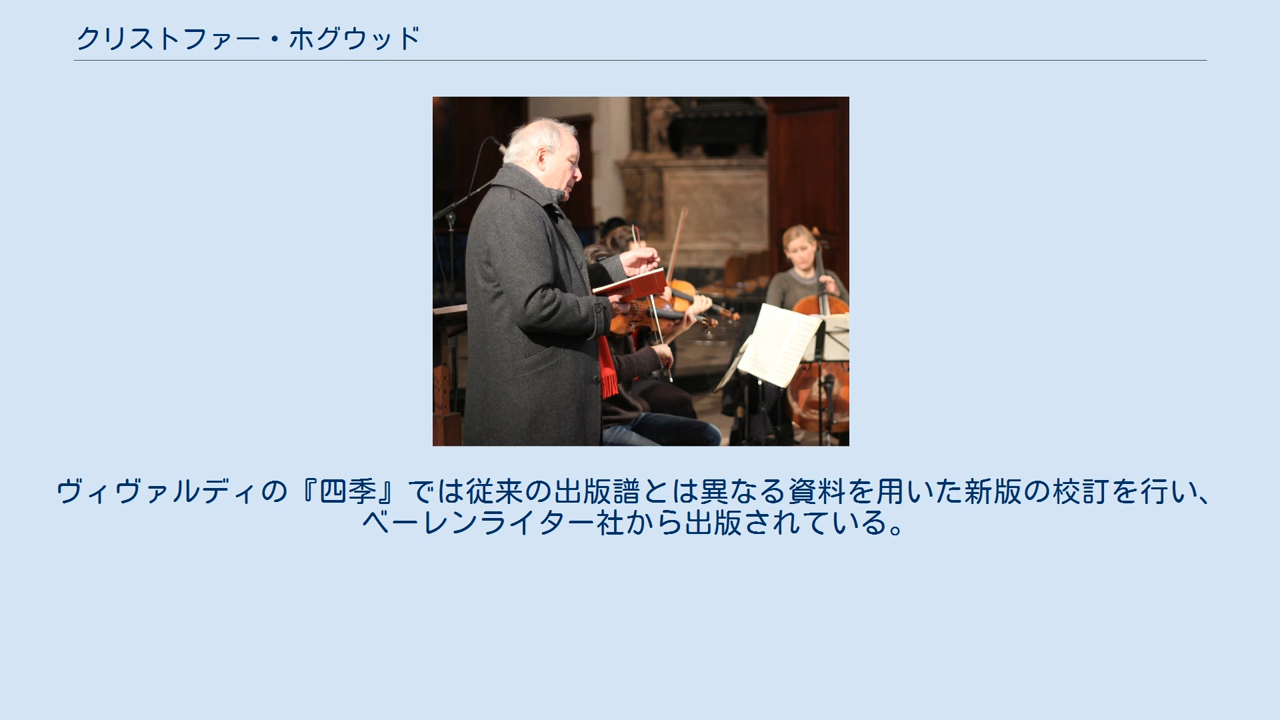 クリストファー・ホグウッド
ヴィヴァルディの『四季』では従来の出版譜とは異なる資料を用いた新版の校訂を行い、
ベーレンライター社から出版されている。